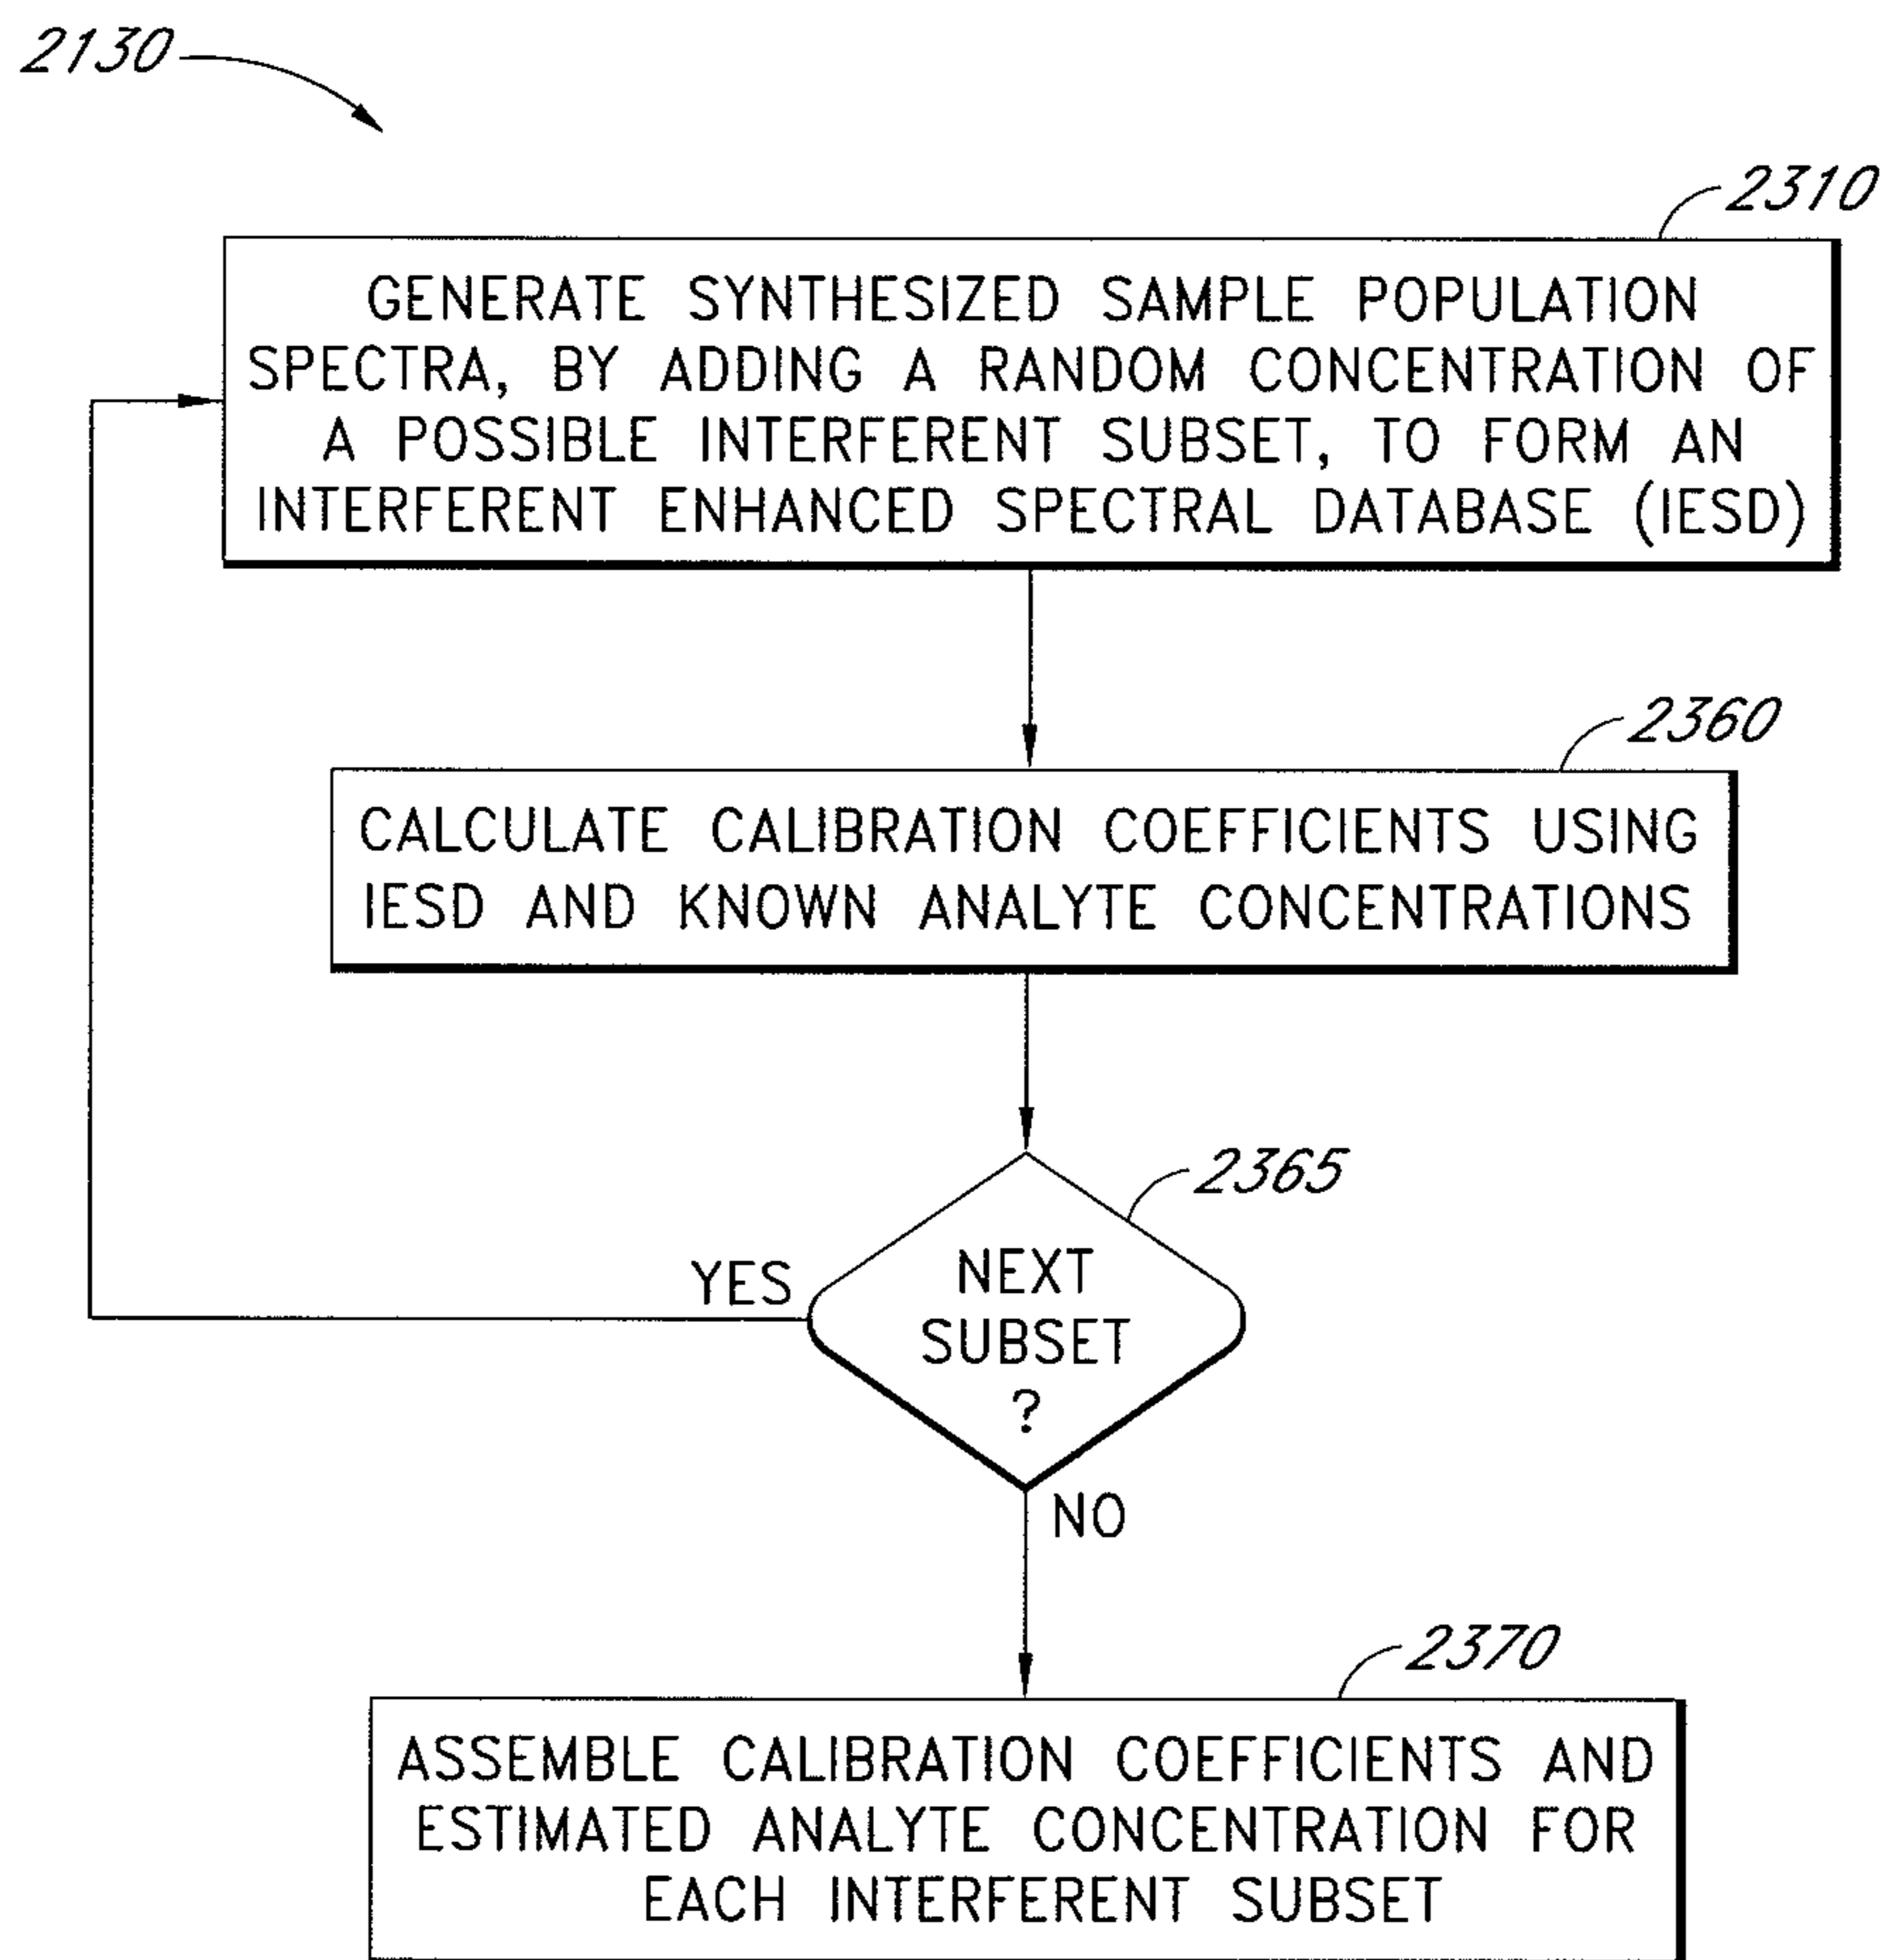 2130
2310
GENERATE SYNTHESIZED SAMPLE POPULATION
SPECTRA, BY ADDING A RANDOM CONCENTRATION OF
A POSSIBLE INTERFERENT SUBSET, TO FORM AN
INTERFERENT ENHANCED SPECTRAL DATABASE (IESD)
2360
CALCULATE CALIBRATION COEFFICIENTS USING
IESD AND KNOWN ANALYTE CONCENTRATIONS
2365
YES
NEXT
SUBSET
?
NO
2370
ASSEMBLE CALIBRATION COEFFICIENTS AND
ESTIMATED ANALYTE CONCENTRATION FOR
EACH INTERFERENT SUBSET